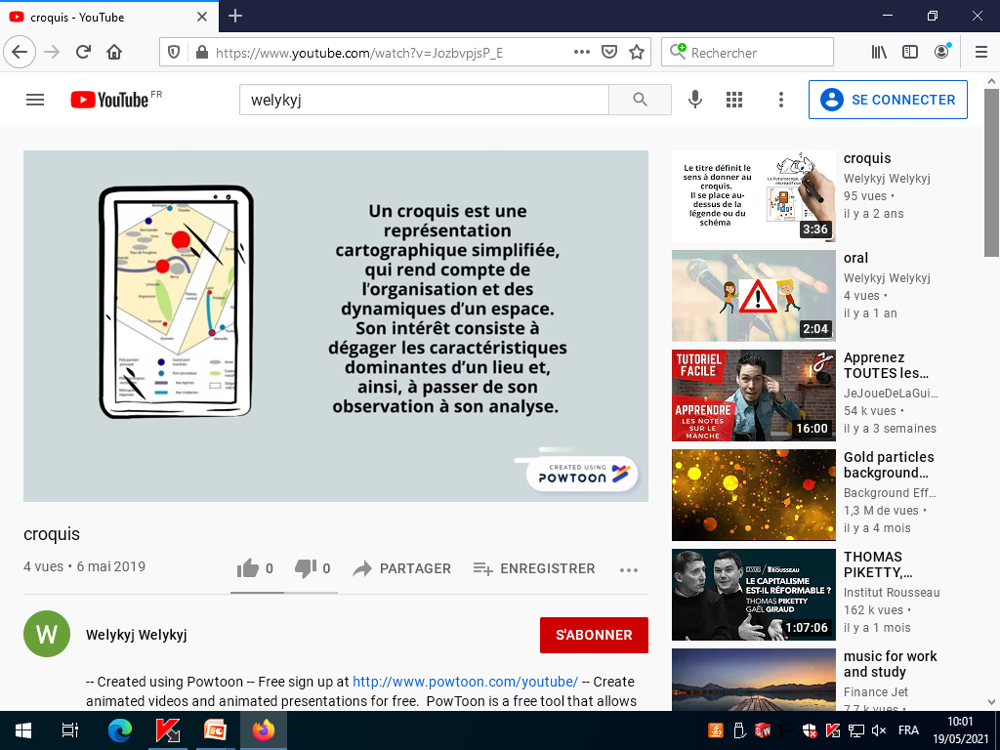 croquis - YouTube
https://www.youtube.com/watch?v=JozbvpjsP_E
Rechercher
YouTube FR
welykyj
SE CONNECTER
Un croquis est une
représentation
cartographique simplifiée,
qui rend compte de
l'organisation et des
dynamiques d'un espace.
Son intérêt consiste à
dégager les caractéristiques
dominantes d'un lieu et,
ainsi, à passer de son
observation à son analyse.
CREATED USING
POWTOON
croquis
4 vues • 6 mai 2019
0
0
PARTAGER
ENREGISTRER
W
Welykyj Welykyj
S'ABONNER
-- Created using Powtoon -- Free sign up at http://www.powtoon.com/youtube/ -- Create
animated videos and animated presentations for free. PowToon is a free tool that allows
Le titre définit le
sens à donner au
croquis.
Il se place au-
dessus de la
légende ou du
schéma
3:36
croquis
Welykyj Welykyj
95 vues •
il y a 2 ans
2:04
oral
Welykyj Welykyj
4 vues •
il y a 1 an
TUTORIEL
FACILE
APPRENDRE
LES NOTES
SUR LE
MANCHE
16:00
Apprenez
TOUTES les…
JeJoueDeLaGui…
54 k vues •
il y a 3 semaines
Gold particles
background…
Background Eff…
1,3 M de vues •
il y a 4 mois
ROUSSEAU
LE CAPITALISME
EST-IL RÉFORMABLE ?
THOMAS PIKETTY
GAËL GIRAUD
1:07:06
THOMAS
PIKETTY,…
Institut Rousseau
162 k vues •
il y a 1 mois
music for work
and study
Finance Jet
7,7 k vues •
FRA
10:01
19/05/2021